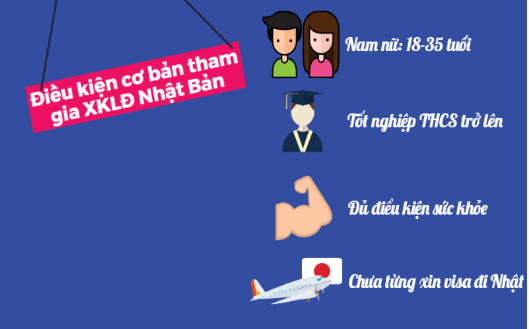 Điều kiện cơ bản tham
gia XKLĐ Nhật Bản
Nam nữ: 18-35 tuổi
Tốt nghiệp THCS trở lên
Đủ điều kiện sức khỏe
Chưa từng xin visa đi Nhật